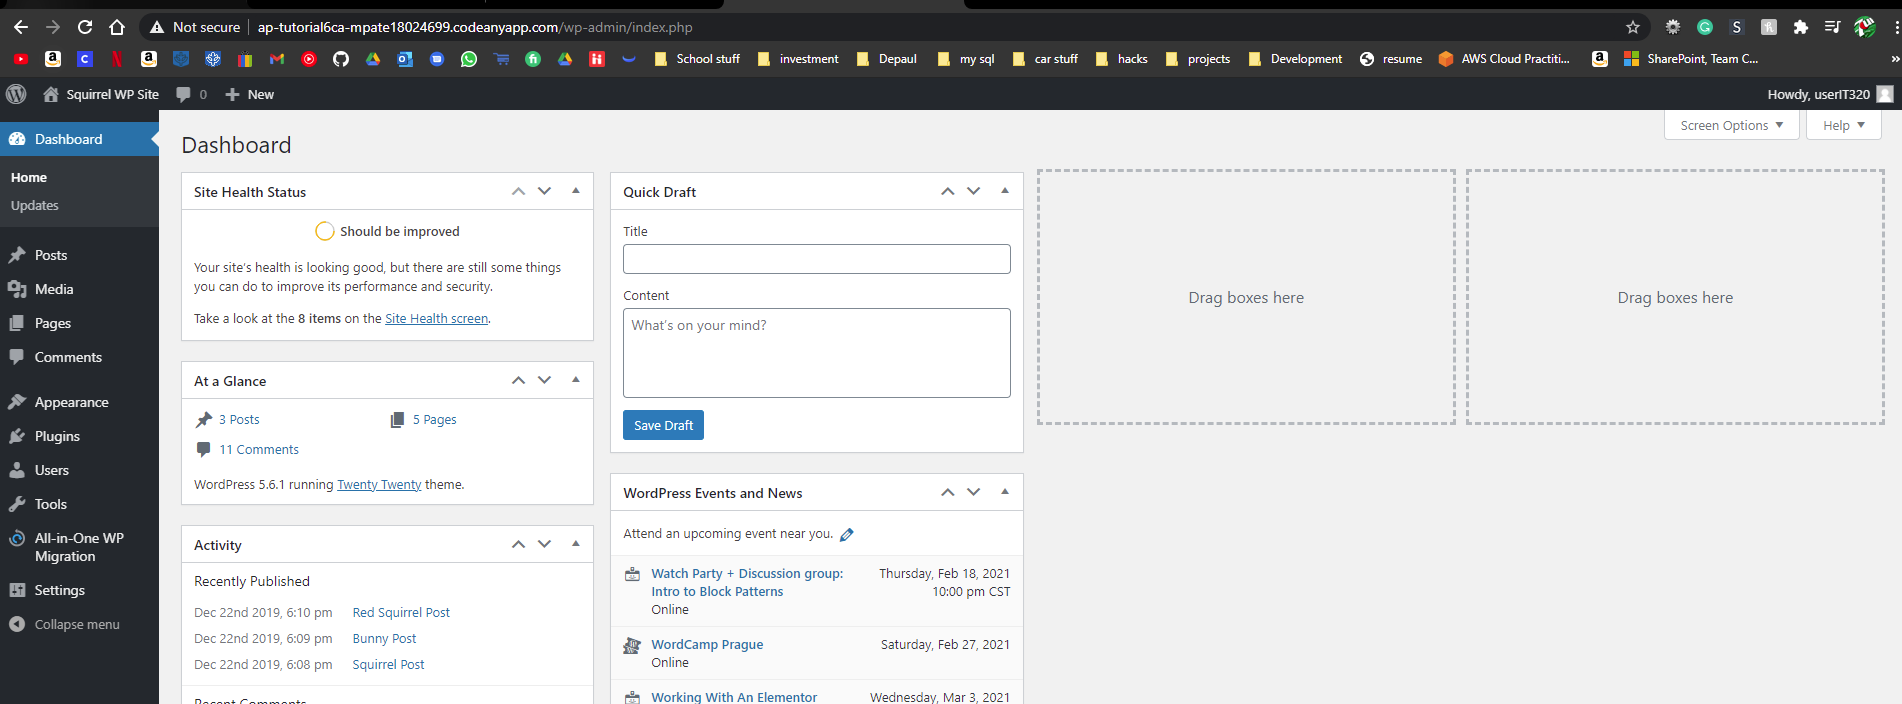 Not secure
ap-tutorial6ca-mpate18024699.codeanyapp.com/wp-admin/index.php
School stuff
investment
Depaul
my sql
car stuff
hacks
projects
Development
resume
AWS Cloud Practiti...
SharePoint, Team C...
Squirrel WP Site
0
New
Howdy, userIT320
Dashboard
Home
Updates
Posts
Media
Pages
Comments
Appearance
Plugins
Users
Tools
All-in-One WP
Migration
Settings
Collapse menu
Screen Options
Help
Dashboard
Site Health Status
Should be improved
Your site's health is looking good, but there are still some things
you can do to improve its performance and security.
Take a look at the 8 items on the Site Health screen.
At a Glance
3 Posts
5 Pages
11 Comments
WordPress 5.6.1 running Twenty Twenty theme.
Activity
Recently Published
Dec 22nd 2019, 6:10 pm Red Squirrel Post
Dec 22nd 2019, 6:09 pm Bunny Post
Dec 22nd 2019, 6:08 pm Squirrel Post
Recent Comments
Quick Draft
Title
Content
What's on your mind?
Save Draft
WordPress Events and News
Attend an upcoming event near you.
Watch Party + Discussion group: Thursday, Feb 18, 2021
Intro to Block Patterns 10:00 pm CST
Online
WordCamp Prague Saturday, Feb 27, 2021
Online
Working With An Elementor Wednesday, Mar 3, 2021
Drag boxes here
Drag boxes here